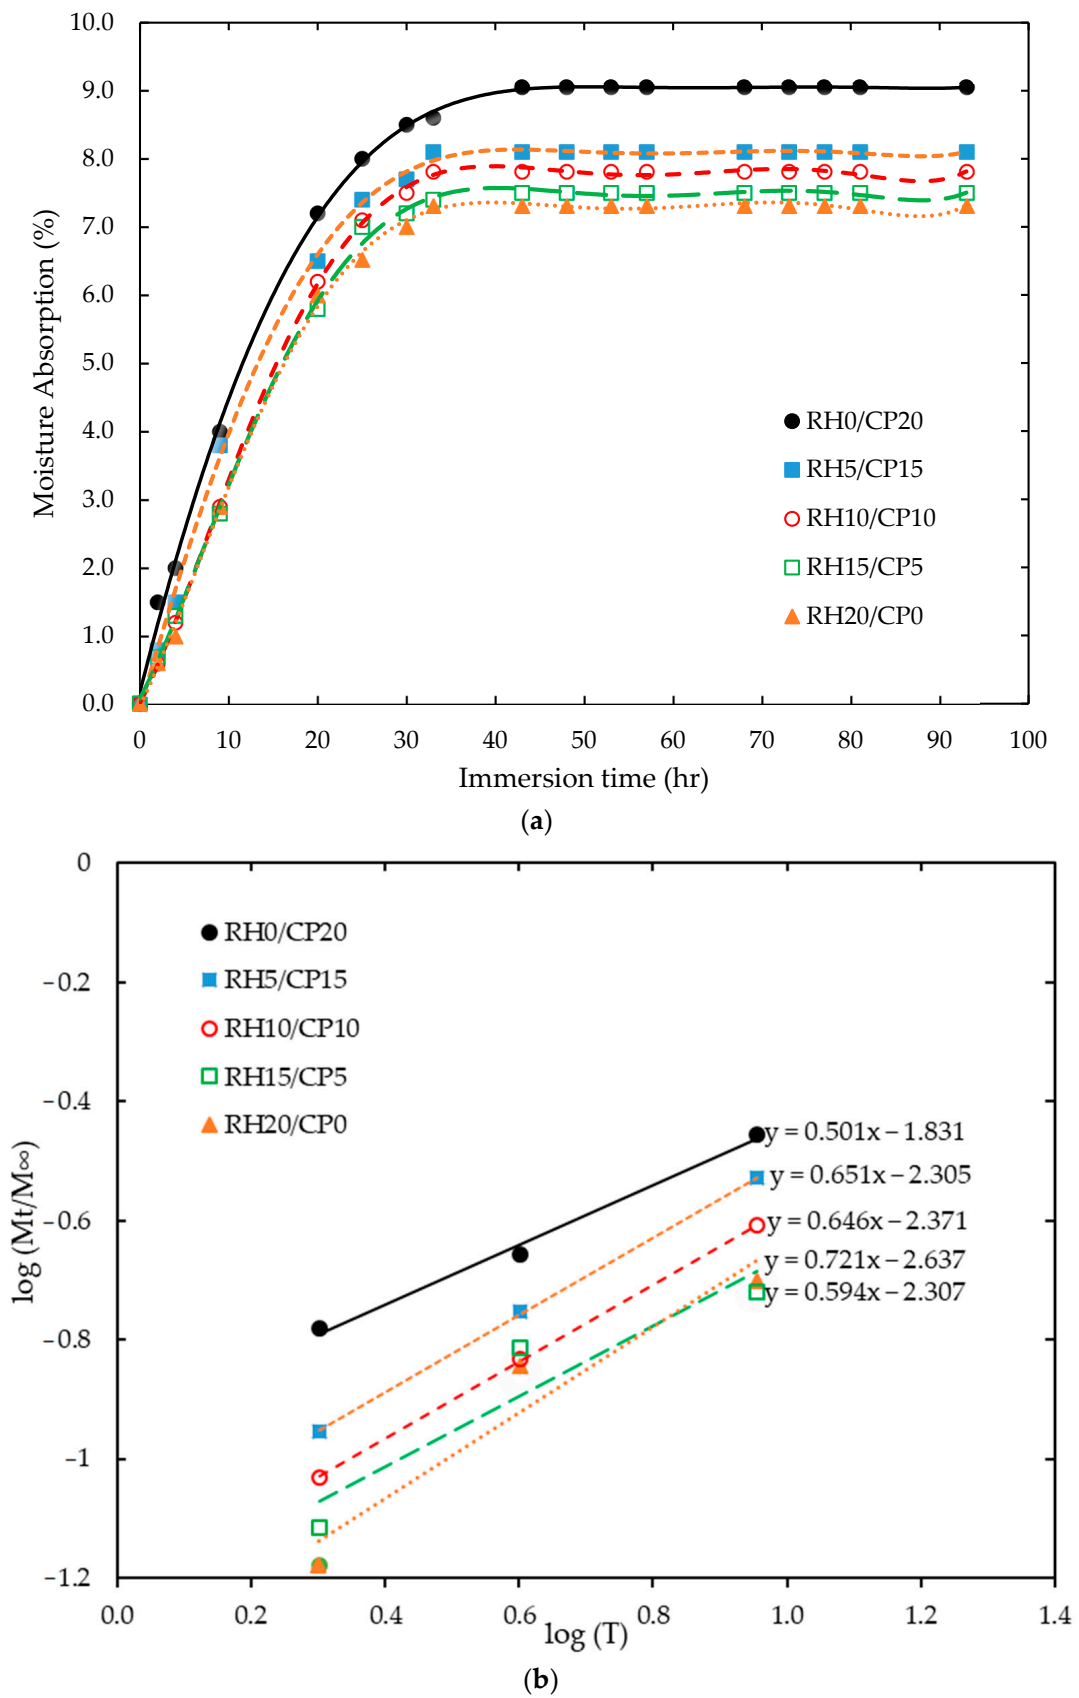 10.0
9.0
8.0
7.0
6.0
5.0
4.0
3.0
2.0
1.0
0.0
Moisture Absorption (%)
RH0/CP20
RH5/CP15
RH10/CP10
RH15/CP5
RH20/CP0
0 10 20 30 40 50 60 70 80 90 100
Immersion time (hr)
(a)
0
−0.2
−0.4
−0.6
−0.8
−1
−1.2
log (Mt/M∞)
RH0/CP20
RH5/CP15
RH10/CP10
RH15/CP5
RH20/CP0
y = 0.501x − 1.831
y = 0.651x − 2.305
y = 0.646x − 2.371
y = 0.721x − 2.637
y = 0.594x − 2.307
0.0 0.2 0.4 0.6 0.8 1.0 1.2 1.4
log (T)
(b)